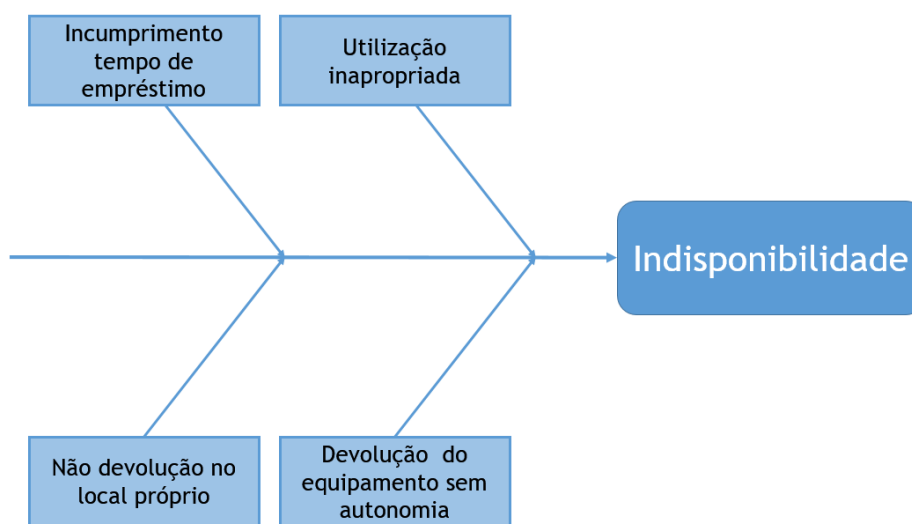 Incumprimento
tempo de
empréstimo
Utilização
inapropriada
Indisponibilidade
Não devolução no
local próprio
Devolução  do
equipamento sem
autonomia